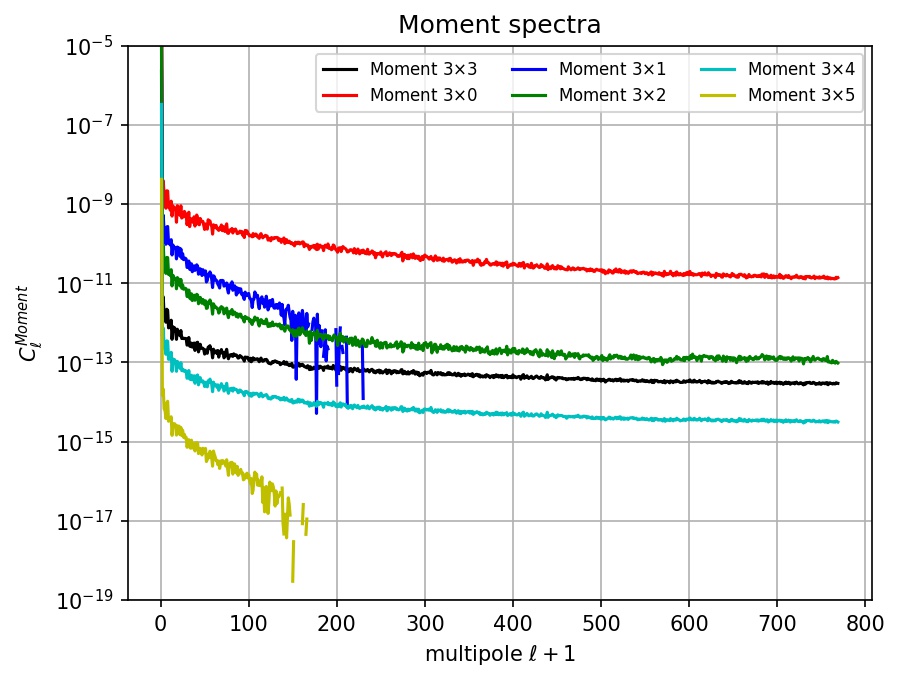 Moment spectra
Moment 3×3 Moment 3×1 Moment 3×4
Moment 3×0 Moment 3×2 Moment 3×5
10⁻⁵
10⁻⁷
10⁻⁹
10⁻¹¹
10⁻¹³
10⁻¹⁵
10⁻¹⁷
10⁻¹⁹
C_ℓ^Moment
0 100 200 300 400 500 600 700 800
multipole ℓ + 1